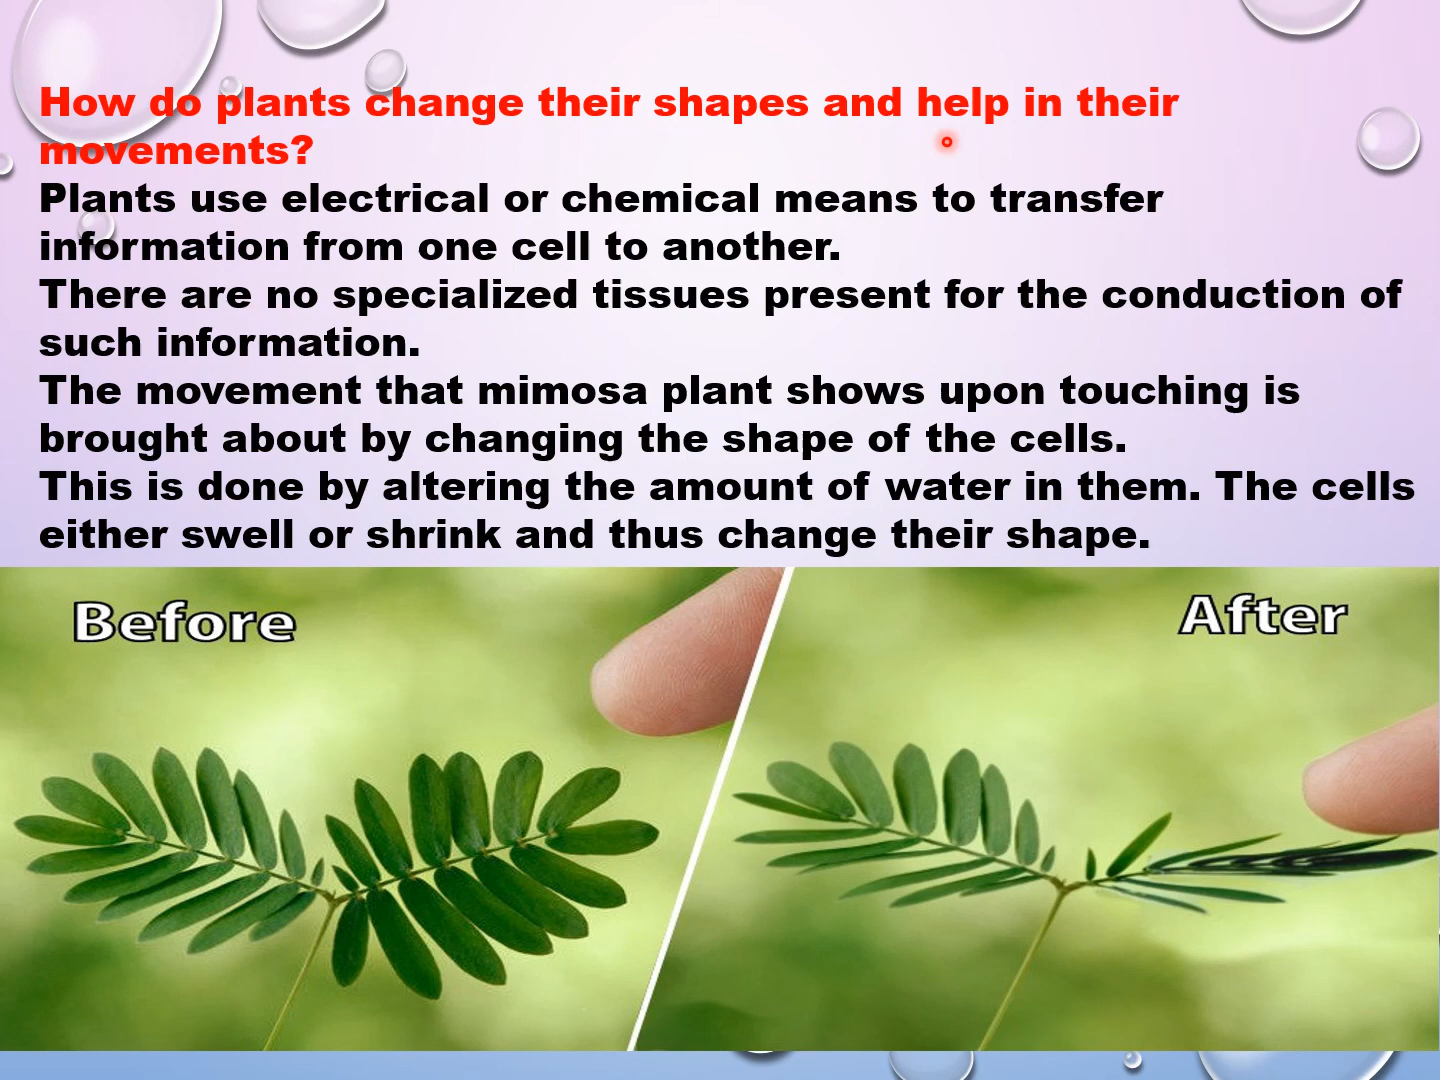 How do plants change their shapes and help in their
movements?
Plants use electrical or chemical means to transfer
information from one cell to another.
There are no specialized tissues present for the conduction of
such information.
The movement that mimosa plant shows upon touching is
brought about by changing the shape of the cells.
This is done by altering the amount of water in them. The cells
either swell or shrink and thus change their shape.
Before
After